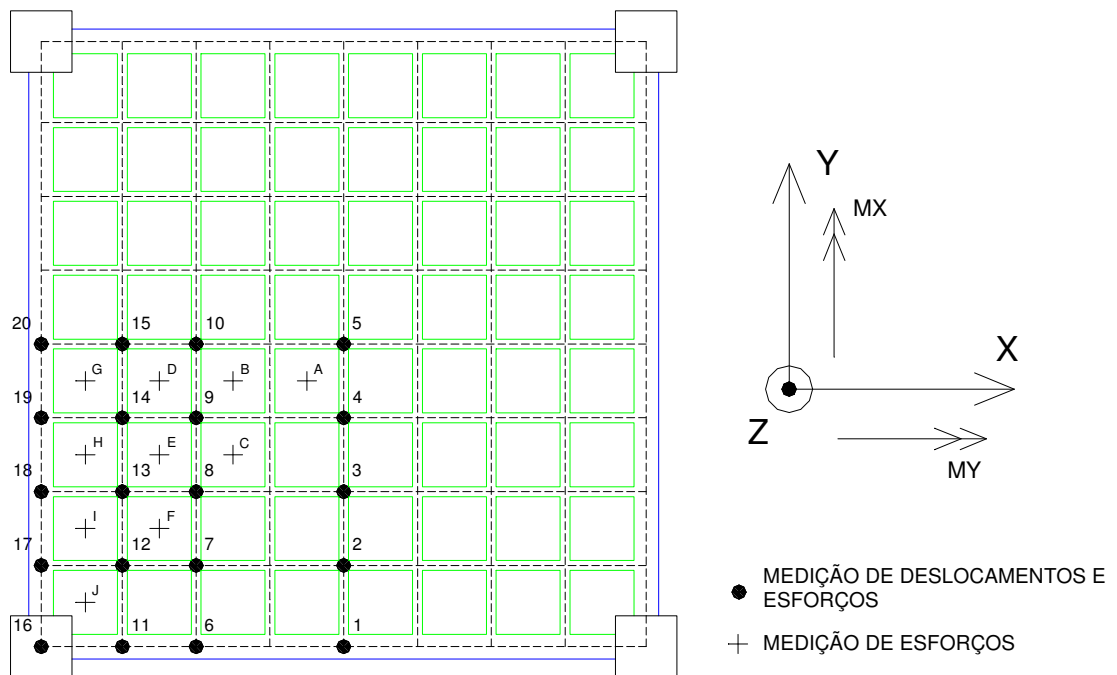 Y
MX
20
15
10
5
G
D
B
A
X
19
14
9
4
H
E
C
Z
MY
18
13
8
3
I
F
17
12
7
2
MEDIÇÃO DE DESLOCAMENTOS E
ESFORÇOS
J
16
11
6
1
MEDIÇÃO DE ESFORÇOS